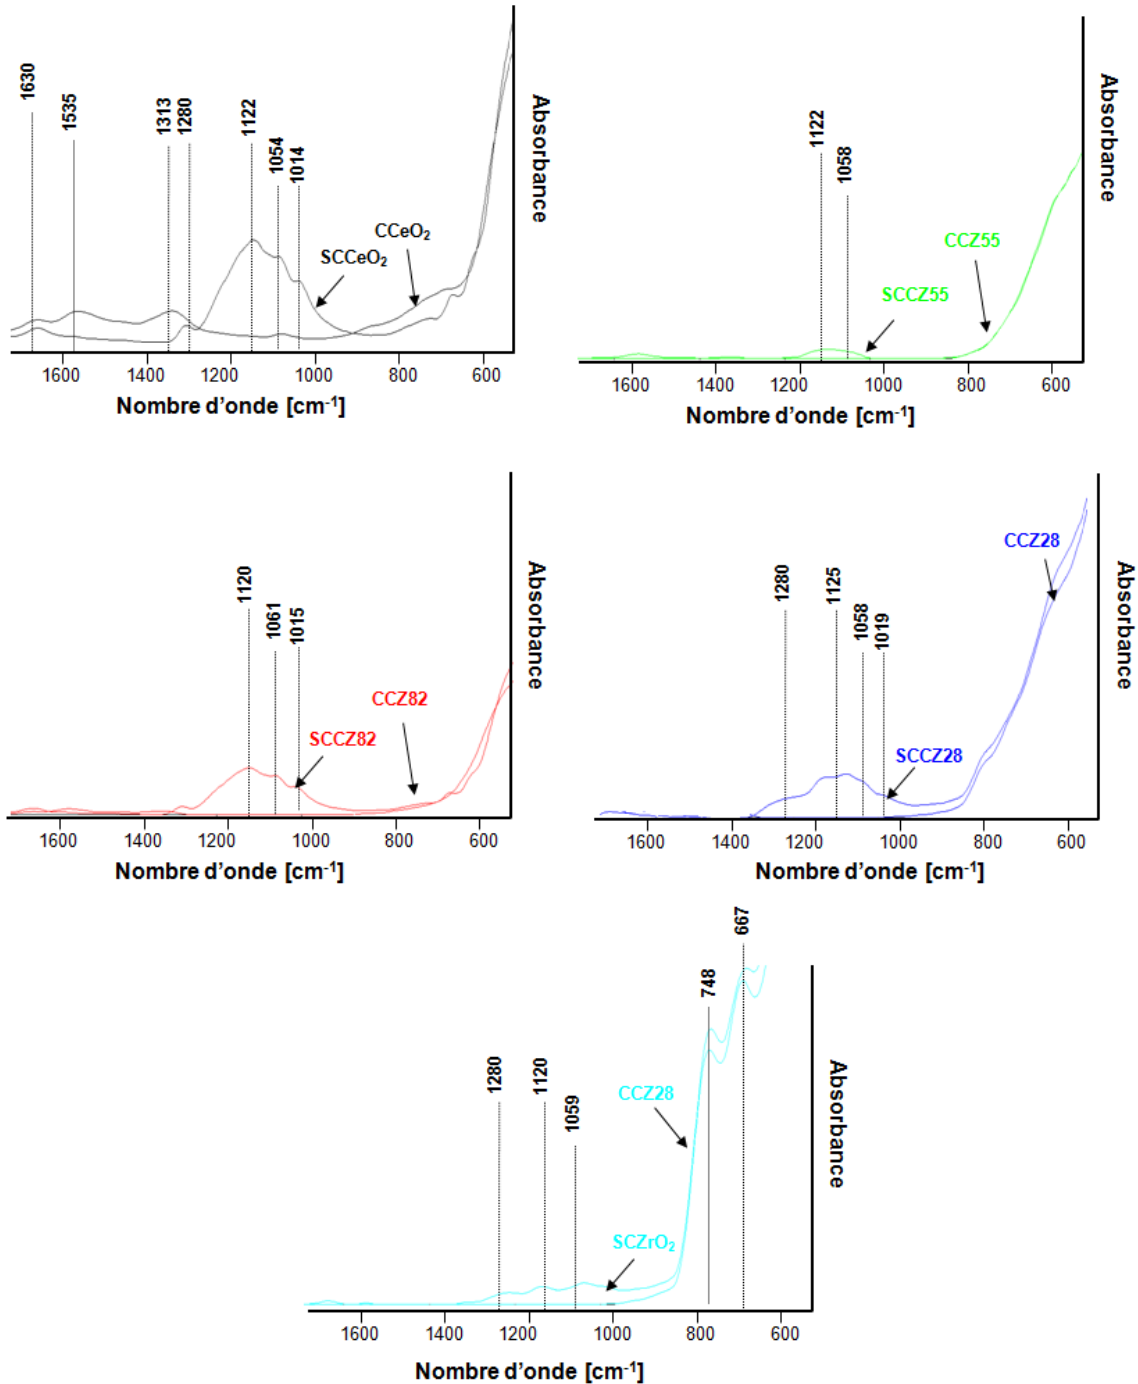 1630
1535
1313
1280
1122
1054
1014
CCeO₂
SCCeO₂
Absorbance
1600 1400 1200 1000 800 600
Nombre d'onde [cm⁻¹]
1122
1058
CCZ55
SCCZ55
Absorbance
1600 1400 1200 1000 800 600
Nombre d'onde [cm⁻¹]
1120
1061
1015
CCZ82
SCCZ82
Absorbance
1600 1400 1200 1000 800 600
Nombre d'onde [cm⁻¹]
1280
1125
1058
1019
CCZ28
SCCZ28
Absorbance
1600 1400 1200 1000 800 600
Nombre d'onde [cm⁻¹]
1280
1120
1059
748
667
CCZ28
SCZrO₂
Absorbance
1600 1400 1200 1000 800 600
Nombre d'onde [cm⁻¹]